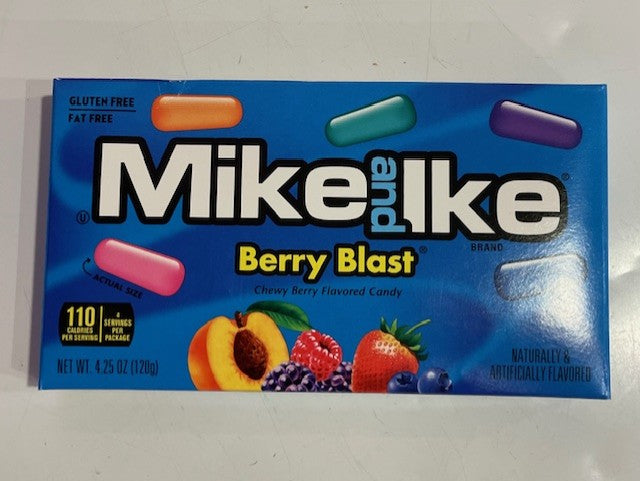 GLUTEN FREE
FAT FREE
Mike and Ike®
BRAND
Ⓤ
Berry Blast®
Chewy Berry Flavored Candy
ACTUAL SIZE
110
CALORIES
PER SERVING
4
SERVINGS
PER
PACKAGE
NET WT. 4.25 OZ (120g)
NATURALLY &
ARTIFICIALLY FLAVORED